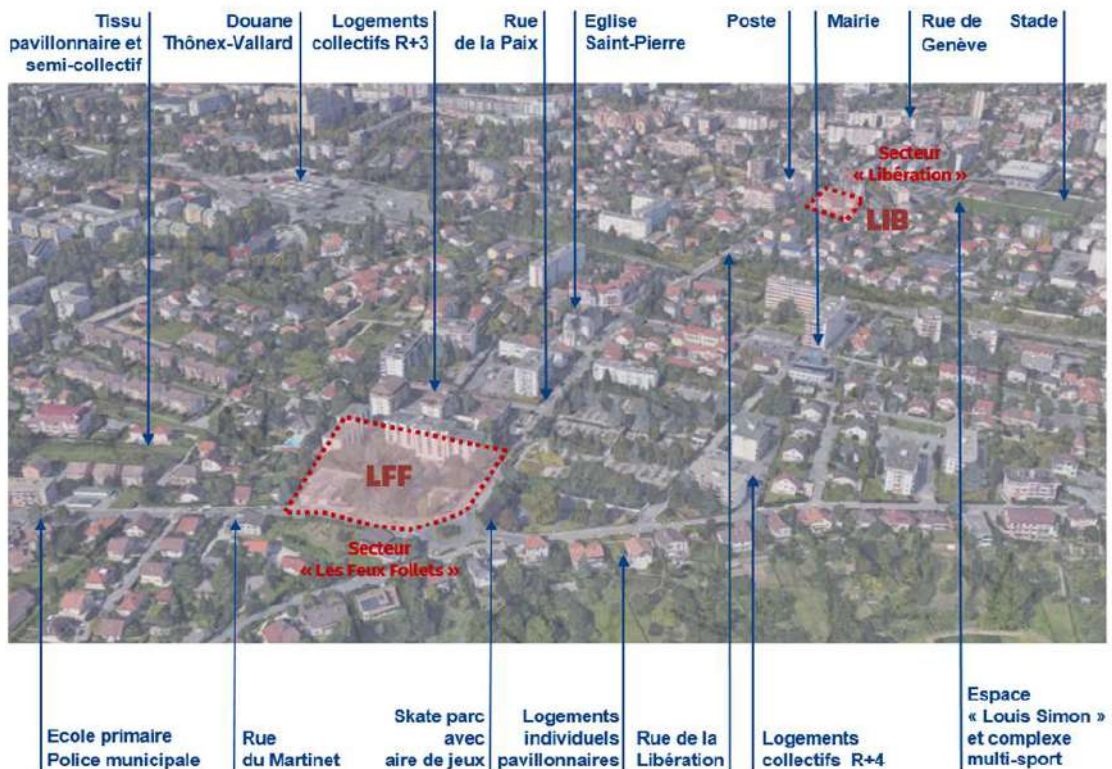 Tissu
pavillonnaire et
semi-collectif
Douane
Thônex-Vallard
Logements
collectifs R+3
Rue
de la Paix
Eglise
Saint-Pierre
Poste
Mairie
Rue de
Genève
Stade
Secteur
« Libération »
LIB
LFF
Secteur
« Les Feux Follets »
Ecole primaire
Police municipale
Rue
du Martinet
Skate parc
avec
aire de jeux
Logements
individuels
pavillonnaires
Rue de la
Libération
Logements
collectifs R+4
Espace
« Louis Simon »
et complexe
multi-sport